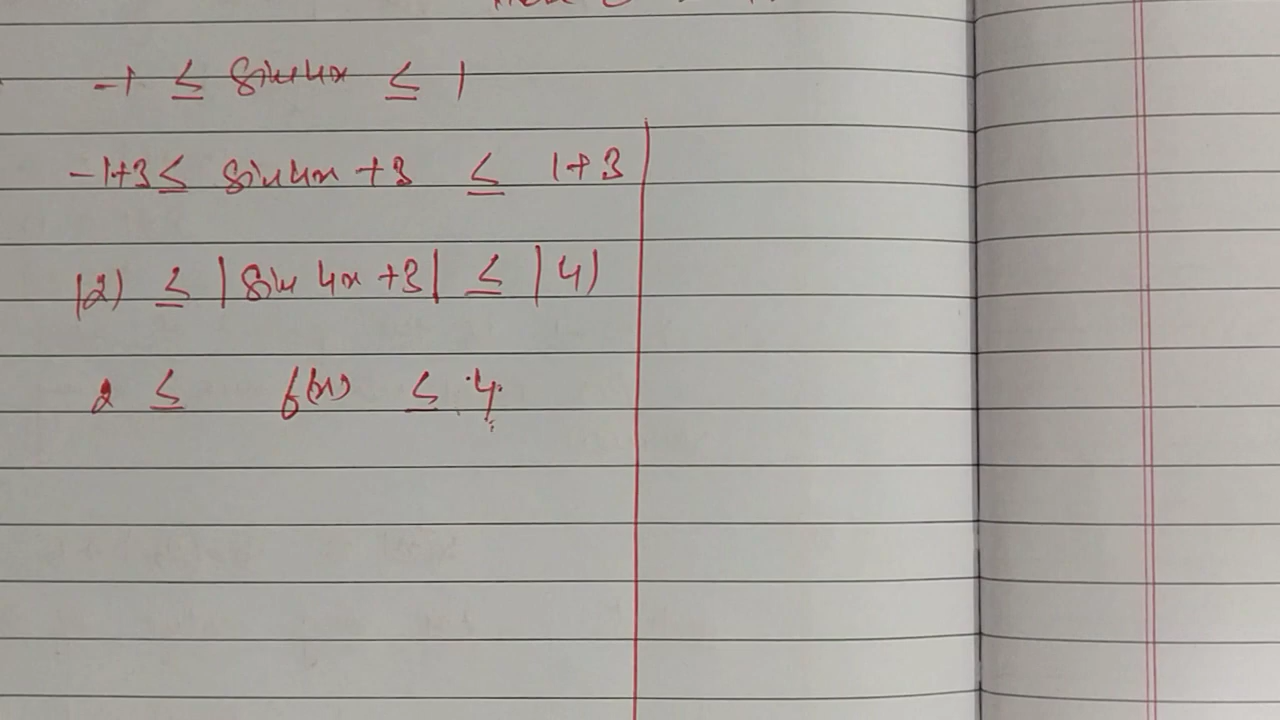 -1 ≤ sin4x ≤ 1
-1+3 ≤ sin4x +3 ≤ 1+3
|2| ≤ |sin 4x +3| ≤ |4|
2 ≤ f(x) ≤ 4